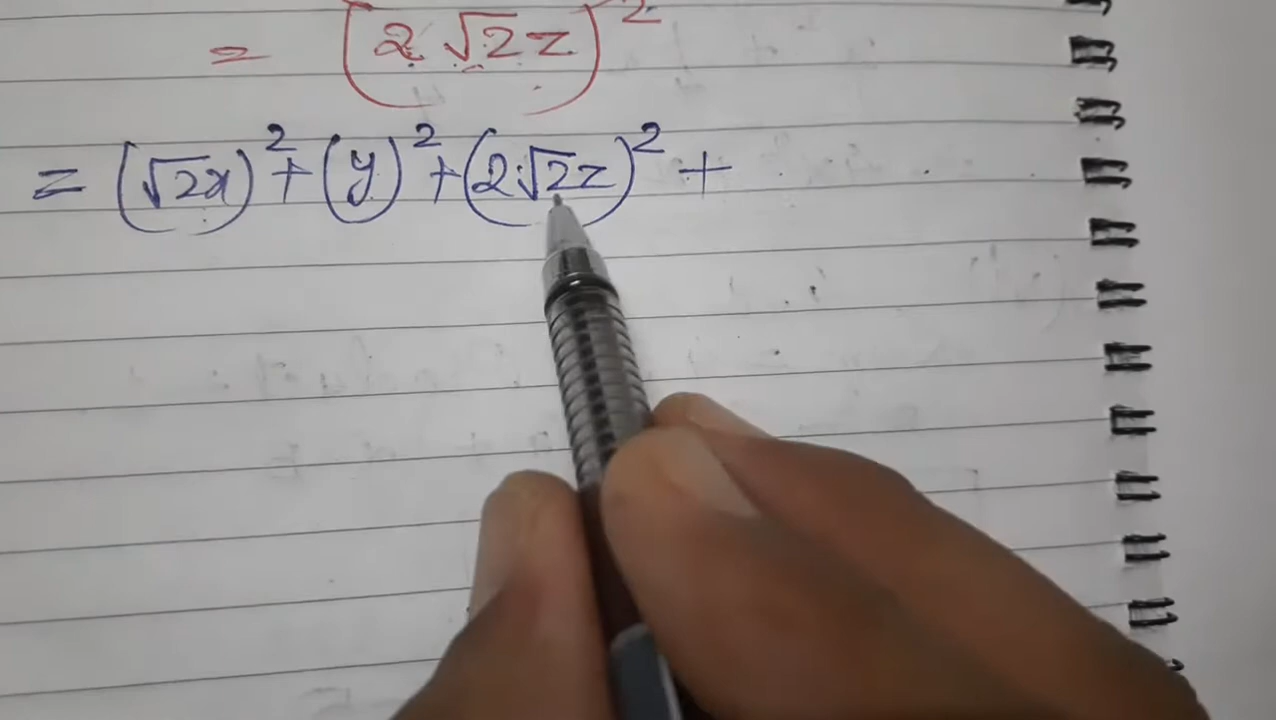 = (2√2z)²
= (√2x)² + (y)² + (2√2z)² +